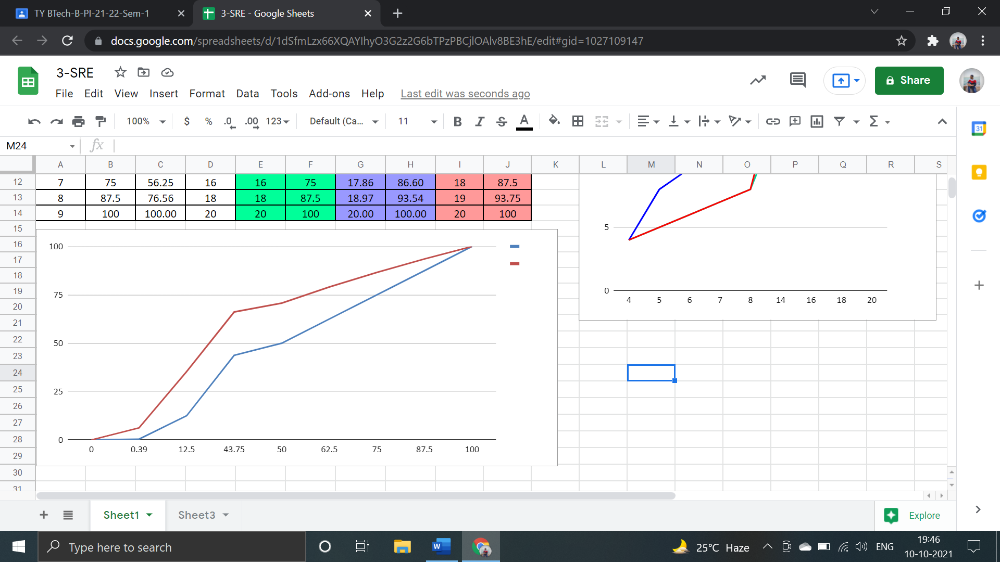 TY BTech-B-PI-21-22-Sem-1
3-SRE - Google Sheets
docs.google.com/spreadsheets/d/1dSfmLzx66XQAYIhyO3G2z2G6bTPzPBCjlOAlv8BE3hE/edit#gid=1027109147
3-SRE
File Edit View Insert Format Data Tools Add-ons Help Last edit was seconds ago
Share
31
100% $ % .0 .00 123 Default (Ca... 11 B I S A Σ
M24 fx
A B C D E F G H I J K L M N O P Q R S
12 7 75 56.25 16 16 75 17.86 86.60 18 87.5
13 8 87.5 76.56 18 18 87.5 18.97 93.54 19 93.75
14 9 100 100.00 20 20 100 20.00 100.00 20 100
15
16
17
18
19
20
21
22
23
24
25
26
27
28
29
30
31
100
75
50
25
0
0 0.39 12.5 43.75 50 62.5 75 87.5 100
5
0
4 5 6 7 8 14 16 18 20
Sheet1
Sheet3
Explore
Type here to search
W
25°C Haze
ENG
19:46
10-10-2021